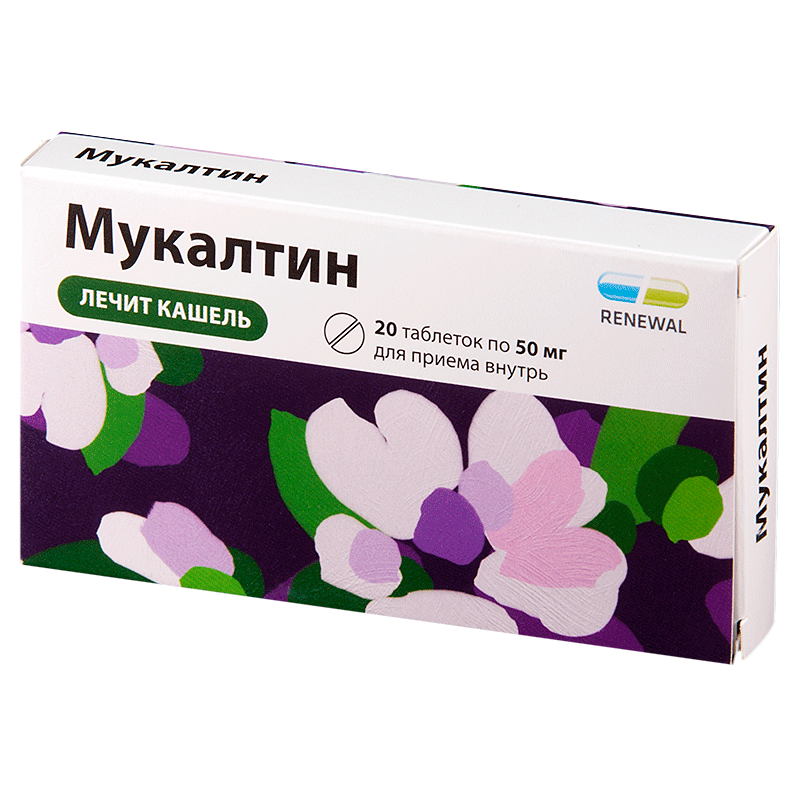 Мукалтин
Мукалтин
ЛЕЧИТ КАШЕЛЬ
20 таблеток по 50 мг
для приема внутрь
RENEWAL
Мукалтин